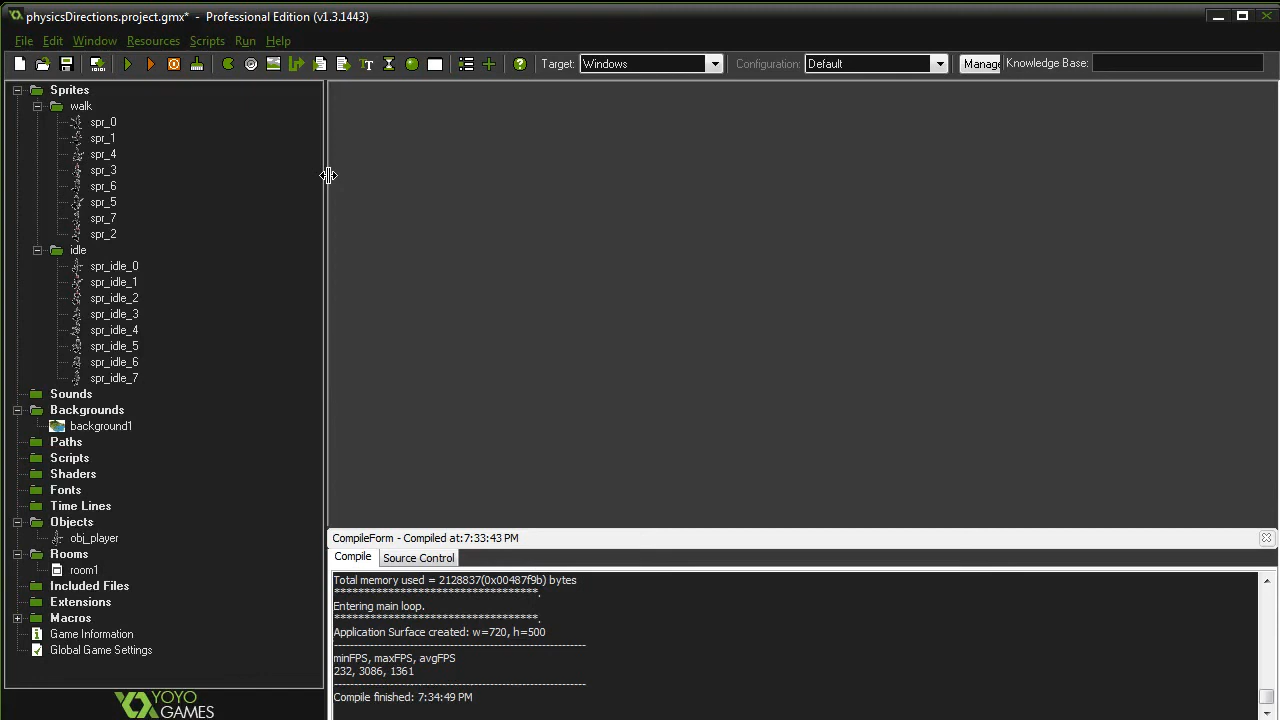 physicsDirections.project.gmx* - Professional Edition (v1.3.1443)
File Edit Window Resources Scripts Run Help
Target: Windows Configuration: Default Manage Knowledge Base:
Sprites
walk
spr_0
spr_1
spr_4
spr_3
spr_6
spr_5
spr_7
spr_2
idle
spr_idle_0
spr_idle_1
spr_idle_2
spr_idle_3
spr_idle_4
spr_idle_5
spr_idle_6
spr_idle_7
Sounds
Backgrounds
background1
Paths
Scripts
Shaders
Fonts
Time Lines
Objects
obj_player
Rooms
room1
Included Files
Extensions
Macros
Game Information
Global Game Settings
YOYO
GAMES
CompileForm - Compiled at:7:33:43 PM
Compile Source Control
Total memory used = 2128837(0x00487f9b) bytes
**********************************.
Entering main loop.
**********************************.
Application Surface created: w=720, h=500
---------------------------------------------------------------
minFPS, maxFPS, avgFPS
232, 3086, 1361
---------------------------------------------------------------
Compile finished: 7:34:49 PM